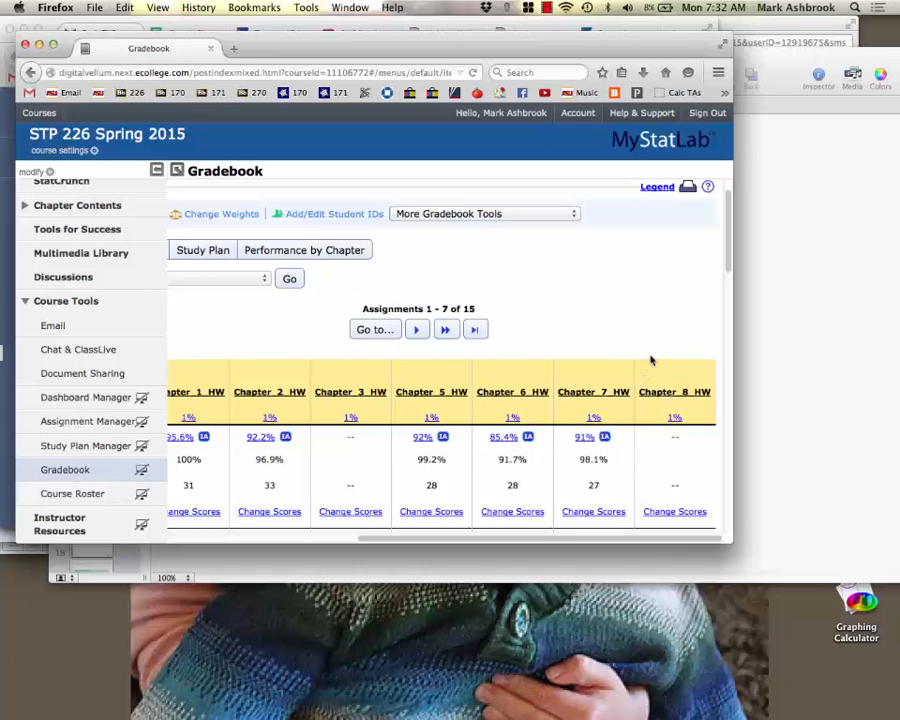 Firefox File Edit View History Bookmarks Tools Window Help 8% Mon 7:32 AM Mark Ashbrook
Gradebook
digitalvellum.next.ecollege.com/postindexmixed.html?courseId=11106772#/menus/default/ite Search
Email 226 170 171 270 170 171 Music Calc TAs
15&userID=12919675&sms
Back Inspector Media Colors
Courses Hello, Mark Ashbrook Account Help & Support Sign Out
STP 226 Spring 2015
course settings
MyStatLab
modify
Gradebook
StatCrunch
Chapter Contents
Tools for Success
Multimedia Library
Discussions
Course Tools
Email
Chat & ClassLive
Document Sharing
Dashboard Manager
Assignment Manager
Study Plan Manager
Gradebook
Course Roster
Instructor
Resources
Legend
Change Weights Add/Edit Student IDs More Gradebook Tools
Study Plan Performance by Chapter
Go
Assignments 1 - 7 of 15
Go to...
apter 1 HW Chapter 2 HW Chapter 3 HW Chapter 5 HW Chapter 6 HW Chapter 7 HW Chapter 8 HW
1% 1% 1% 1% 1% 1% 1%
95.6% IA 92.2% IA -- 92% IA 85.4% IA 91% IA --
100% 96.9% 99.2% 91.7% 98.1%
31 33 -- 28 28 27 --
Change Scores Change Scores Change Scores Change Scores Change Scores Change Scores Change Scores
18
100%
Graphing
Calculator